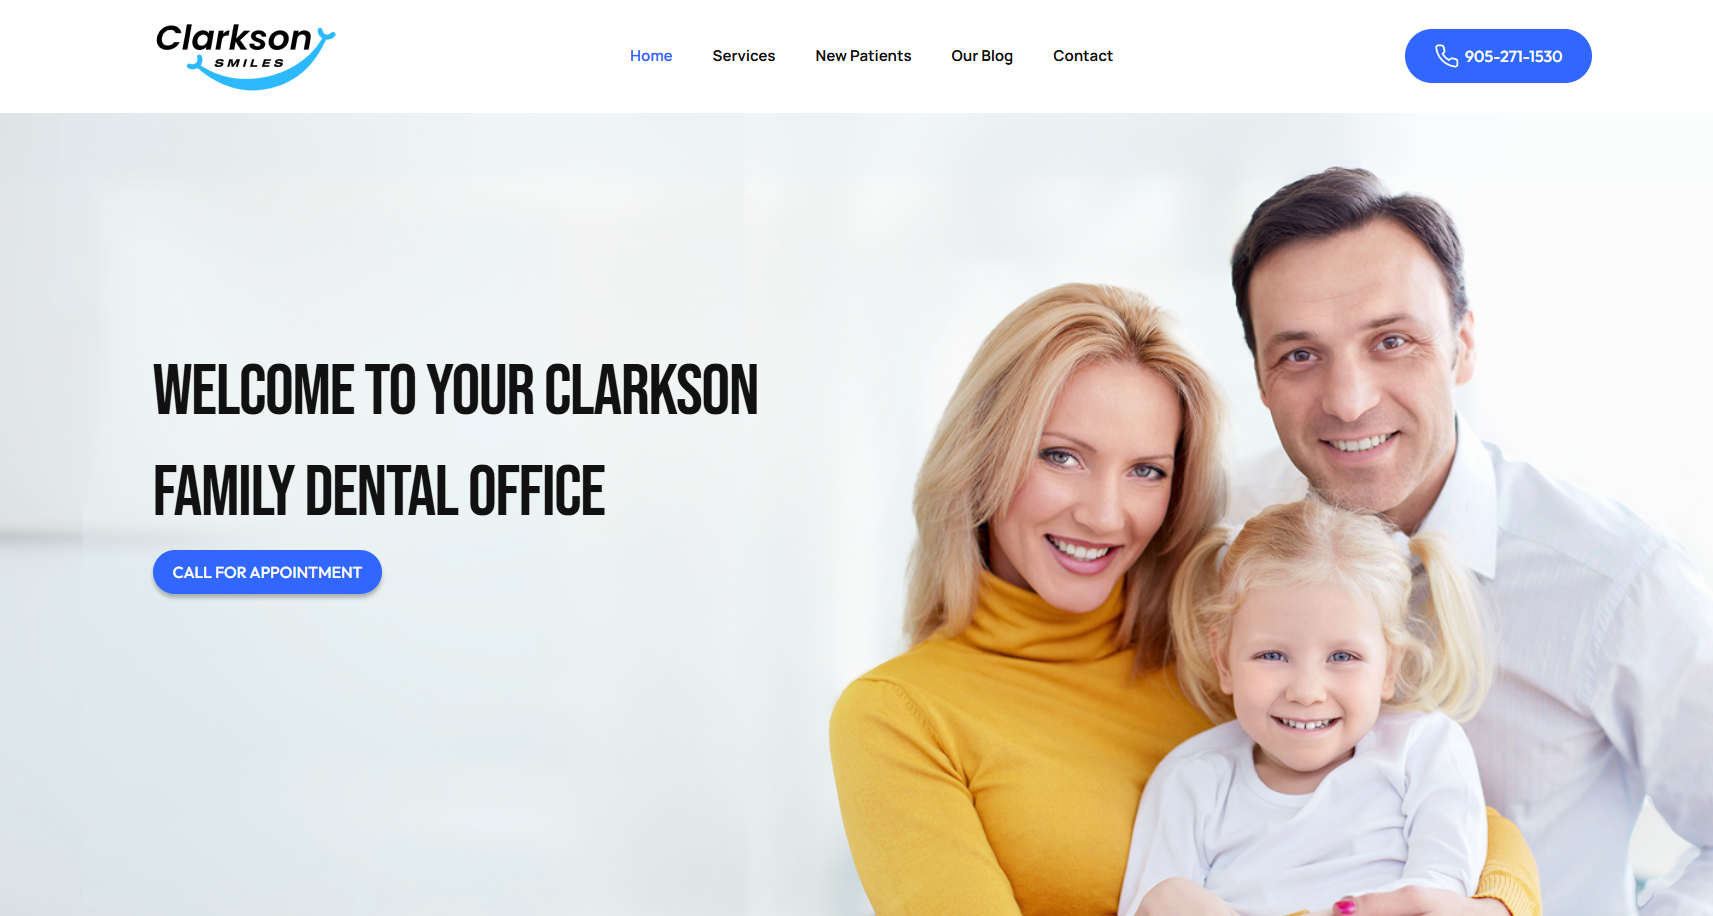 Clarkson
SMILES
Home
Services
New Patients
Our Blog
Contact
905-271-1530
WELCOME TO YOUR CLARKSON
FAMILY DENTAL OFFICE
CALL FOR APPOINTMENT